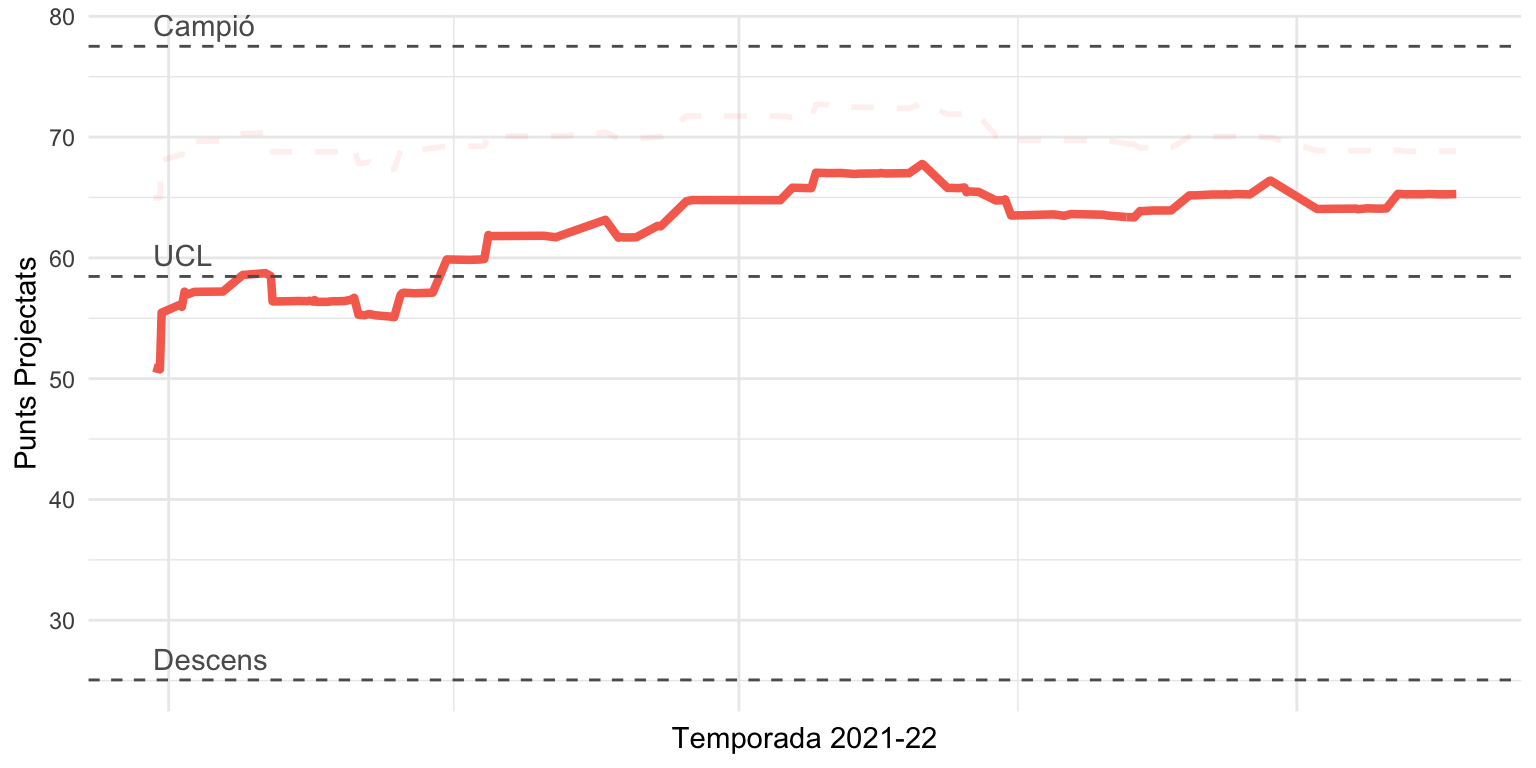 80
Campió
70
UCL
60
50
40
30
Descens
Punts Projectats
Temporada 2021-22